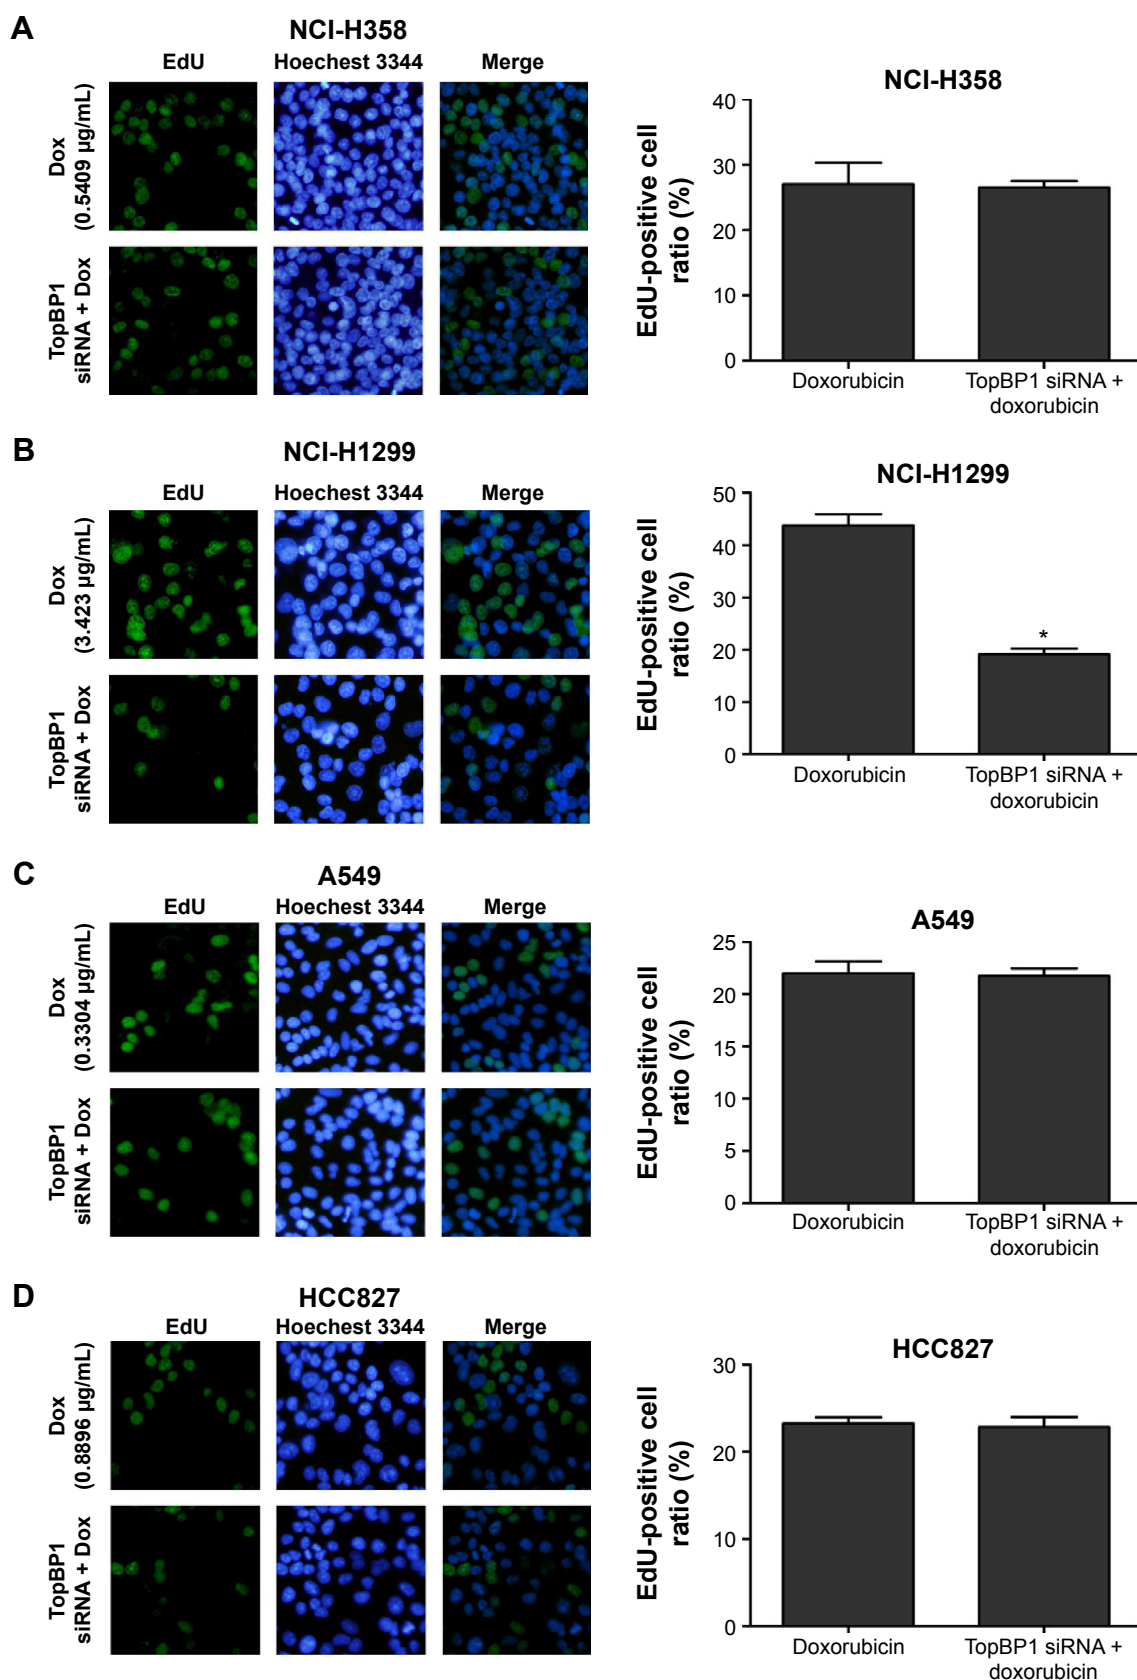 A
NCI-H358
EdU
Hoechest 3344
Merge
Dox
(0.5409 µg/mL)
TopBP1
siRNA + Dox
NCI-H358
EdU-positive cell
ratio (%)
40
30
20
10
0
Doxorubicin
TopBP1 siRNA +
doxorubicin
B
NCI-H1299
EdU
Hoechest 3344
Merge
Dox
(3.423 µg/mL)
TopBP1
siRNA + Dox
NCI-H1299
EdU-positive cell
ratio (%)
50
40
30
20
10
0
*
Doxorubicin
TopBP1 siRNA +
doxorubicin
C
A549
EdU
Hoechest 3344
Merge
Dox
(0.3304 µg/mL)
TopBP1
siRNA + Dox
A549
EdU-positive cell
ratio (%)
25
20
15
10
5
0
Doxorubicin
TopBP1 siRNA +
doxorubicin
D
HCC827
EdU
Hoechest 3344
Merge
Dox
(0.8896 µg/mL)
TopBP1
siRNA + Dox
HCC827
EdU-positive cell
ratio (%)
30
20
10
0
Doxorubicin
TopBP1 siRNA +
doxorubicin